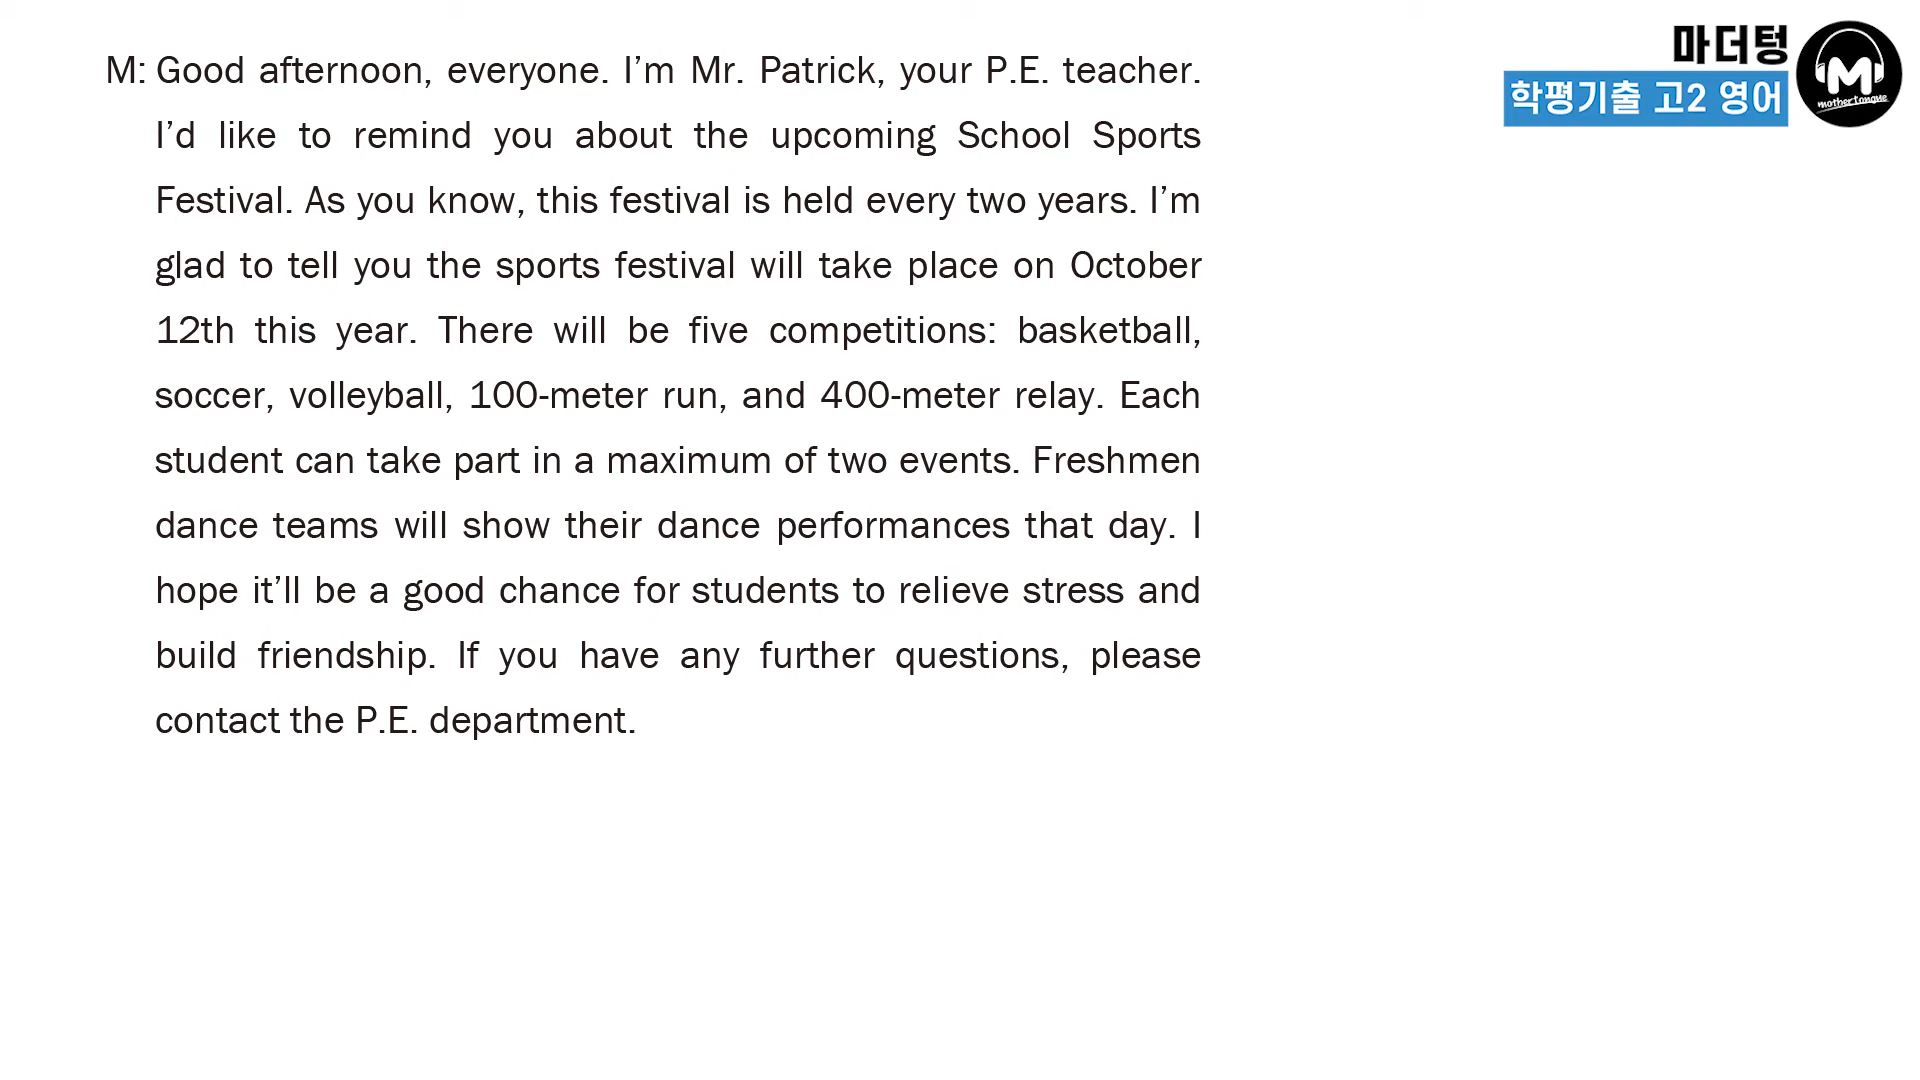 M: Good afternoon, everyone. I’m Mr. Patrick, your P.E. teacher.
I’d like to remind you about the upcoming School Sports
Festival. As you know, this festival is held every two years. I’m
glad to tell you the sports festival will take place on October
12th this year. There will be five competitions: basketball,
soccer, volleyball, 100-meter run, and 400-meter relay. Each
student can take part in a maximum of two events. Freshmen
dance teams will show their dance performances that day. I
hope it’ll be a good chance for students to relieve stress and
build friendship. If you have any further questions, please
contact the P.E. department.
마더텅
학평기출 고2 영어
M
mothertongue